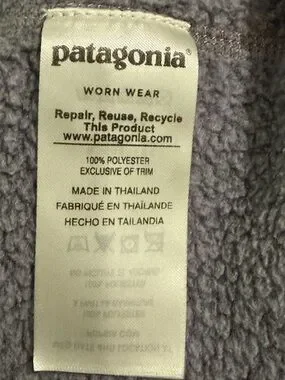 patagonia®
WORN WEAR
Repair, Reuse, Recycle
This Product
www.patagonia.com
100% POLYESTER
EXCLUSIVE OF TRIM
MADE IN THAILAND
FABRIQUÉ EN THAÏLANDE
HECHO EN TAILANDIA